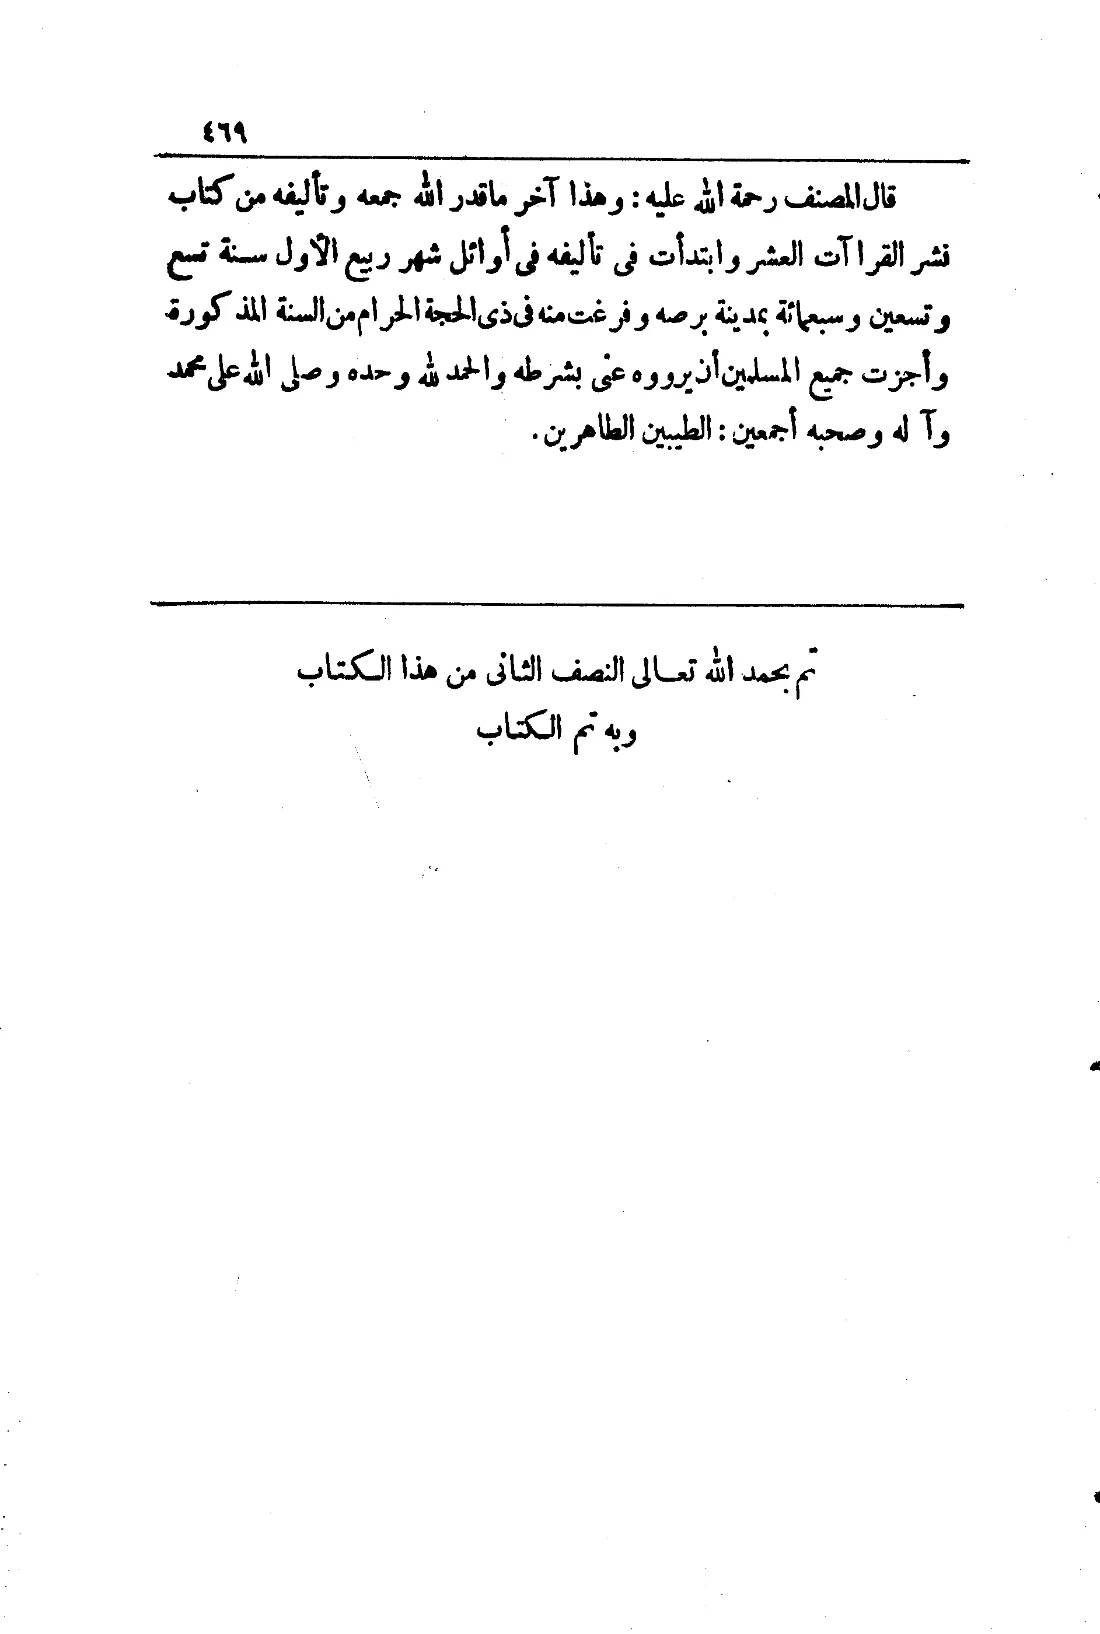 ٤٦٩
قال المصنف رحمة الله عليه : وهذا آخر ماقدر الله جمعه وتأليفه من كتاب
نشر القراآت العشر وابتدأت فى تأليفه فى أوائل شهر ربيع الأول سنة تسع
وتسعين وسبعمائة بمدينة برصه وفرغت منه فى ذى الحجة الحرام من السنة المذكورة
وأجزت جميع المسلمين أن يرووه عنى بشرطه والحمد لله وحده وصلى الله على محمد
وآله وصحبه أجمعين : الطيبين الطاهرين .
تم بحمد الله تعالى النصف الثانى من هذا الكتاب
وبه تم الكتاب